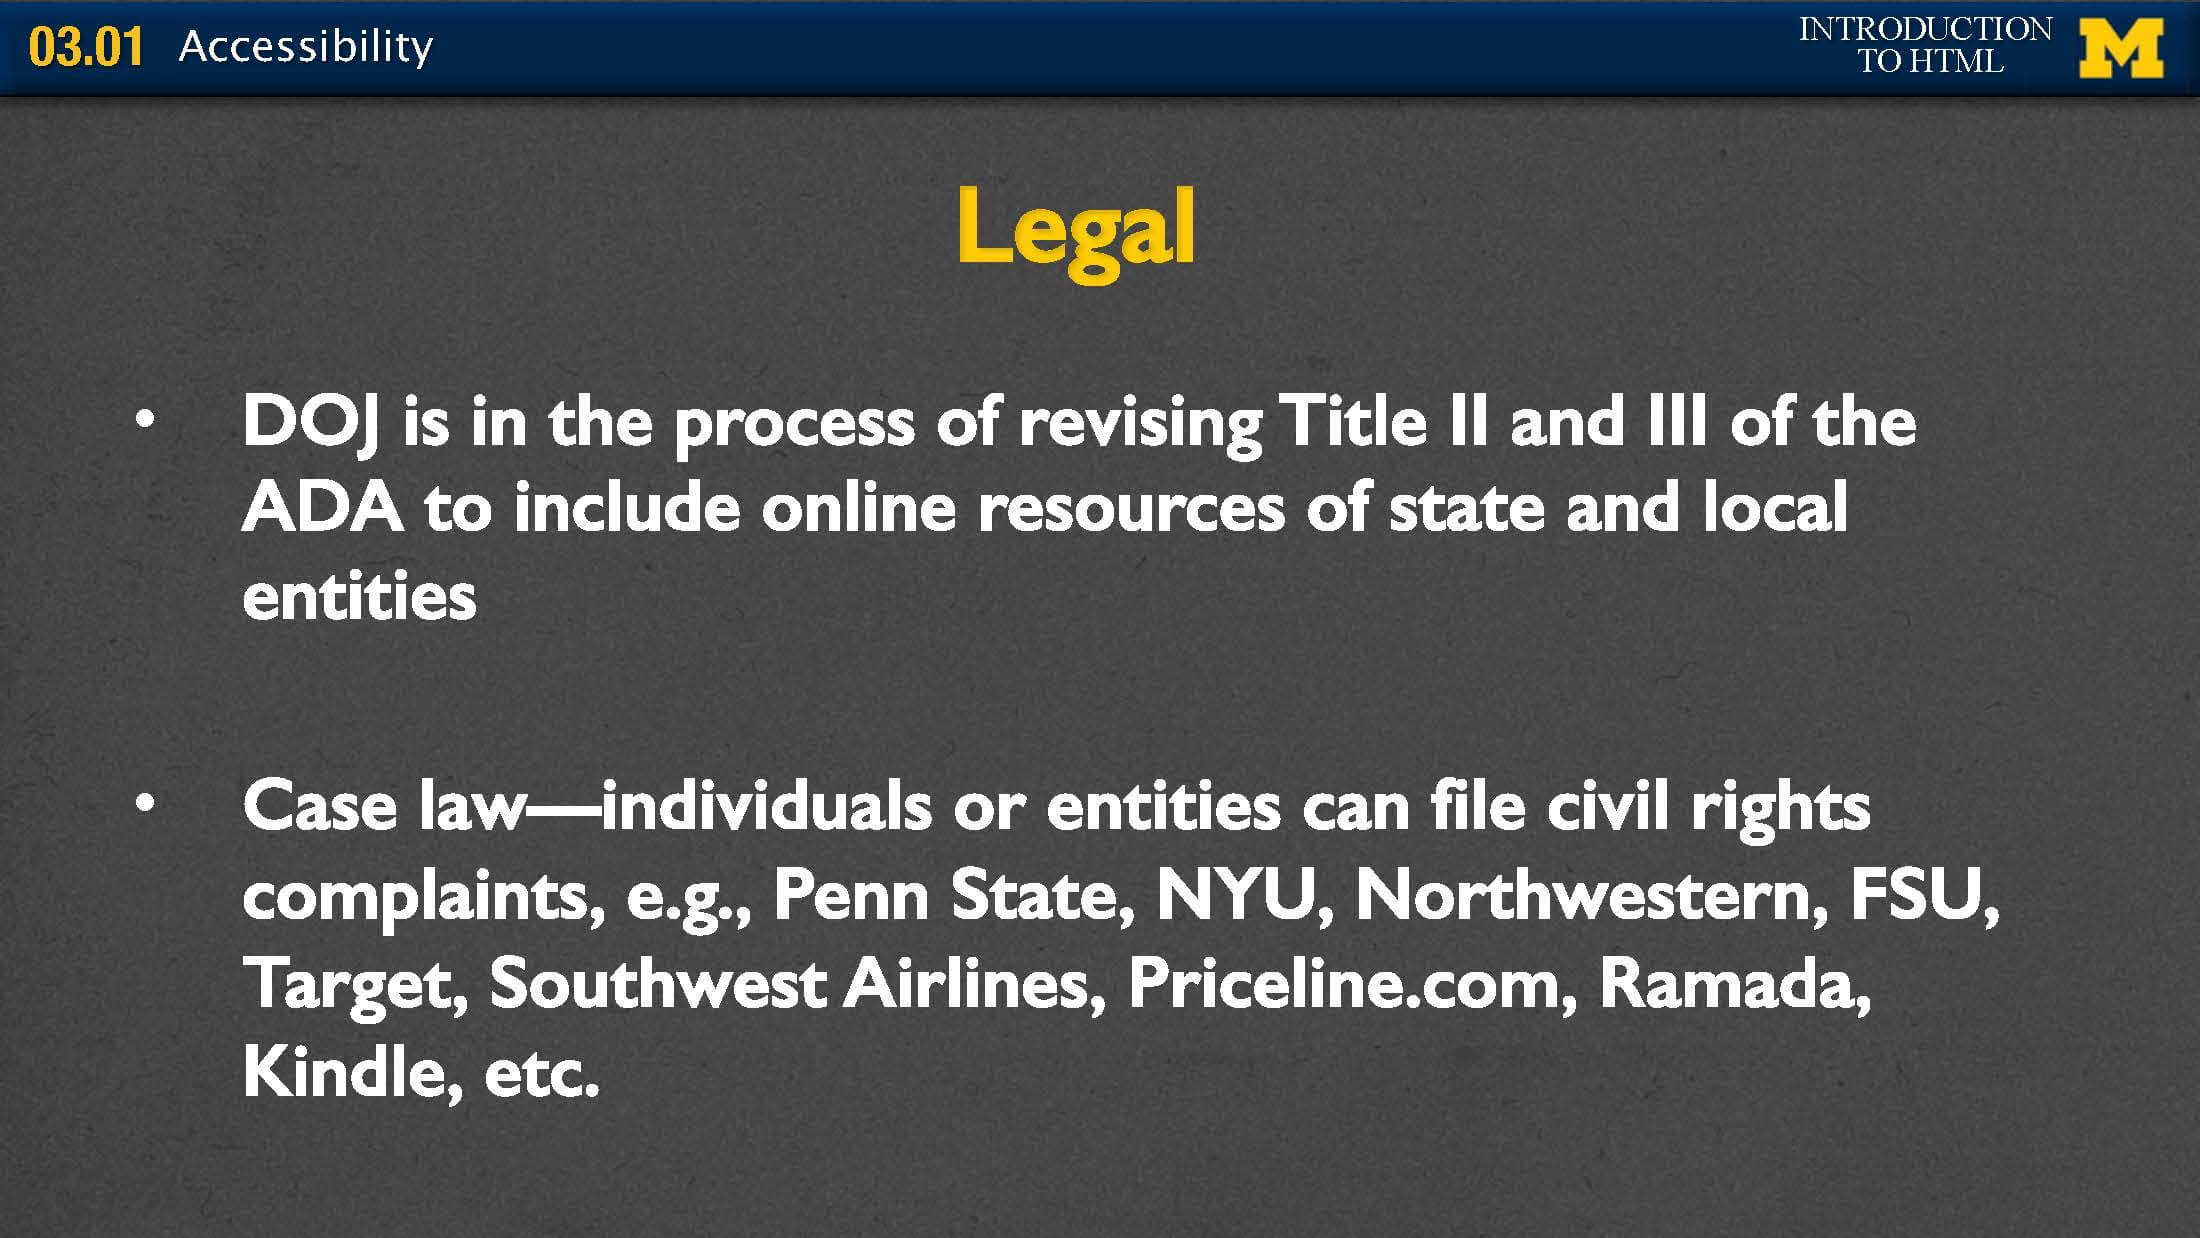 03.01 Accessibility
INTRODUCTION
TO HTML
M
Legal
• DOJ is in the process of revising Title II and III of the
ADA to include online resources of state and local
entities
• Case law—individuals or entities can file civil rights
complaints, e.g., Penn State, NYU, Northwestern, FSU,
Target, Southwest Airlines, Priceline.com, Ramada,
Kindle, etc.